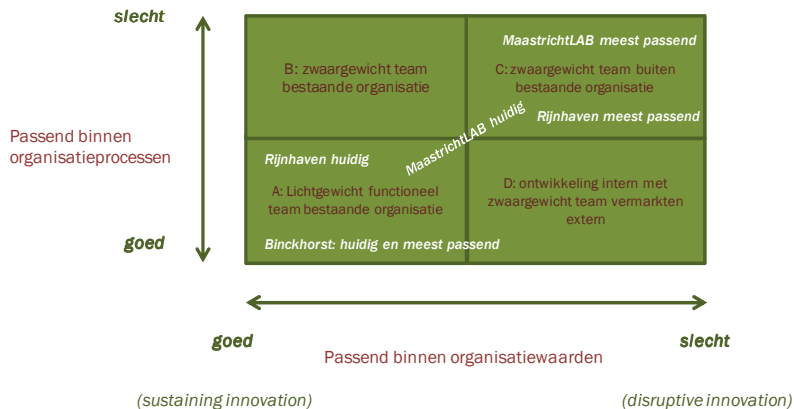 slecht
MaastrichtLAB meest passend
B: zwaargewicht team
bestaande organisatie
C: zwaargewicht team buiten
bestaande organisatie
Rijnhaven meest passend
MaastrichtLAB huidig
Passend binnen
organisatieprocessen
Rijnhaven huidig
A: Lichtgewicht functioneel
team bestaande organisatie
D: ontwikkeling intern met
zwaargewicht team vermarkten
extern
goed
Binckhorst: huidig en meest passend
goed
slecht
Passend binnen organisatiewaarden
(sustaining innovation)
(disruptive innovation)